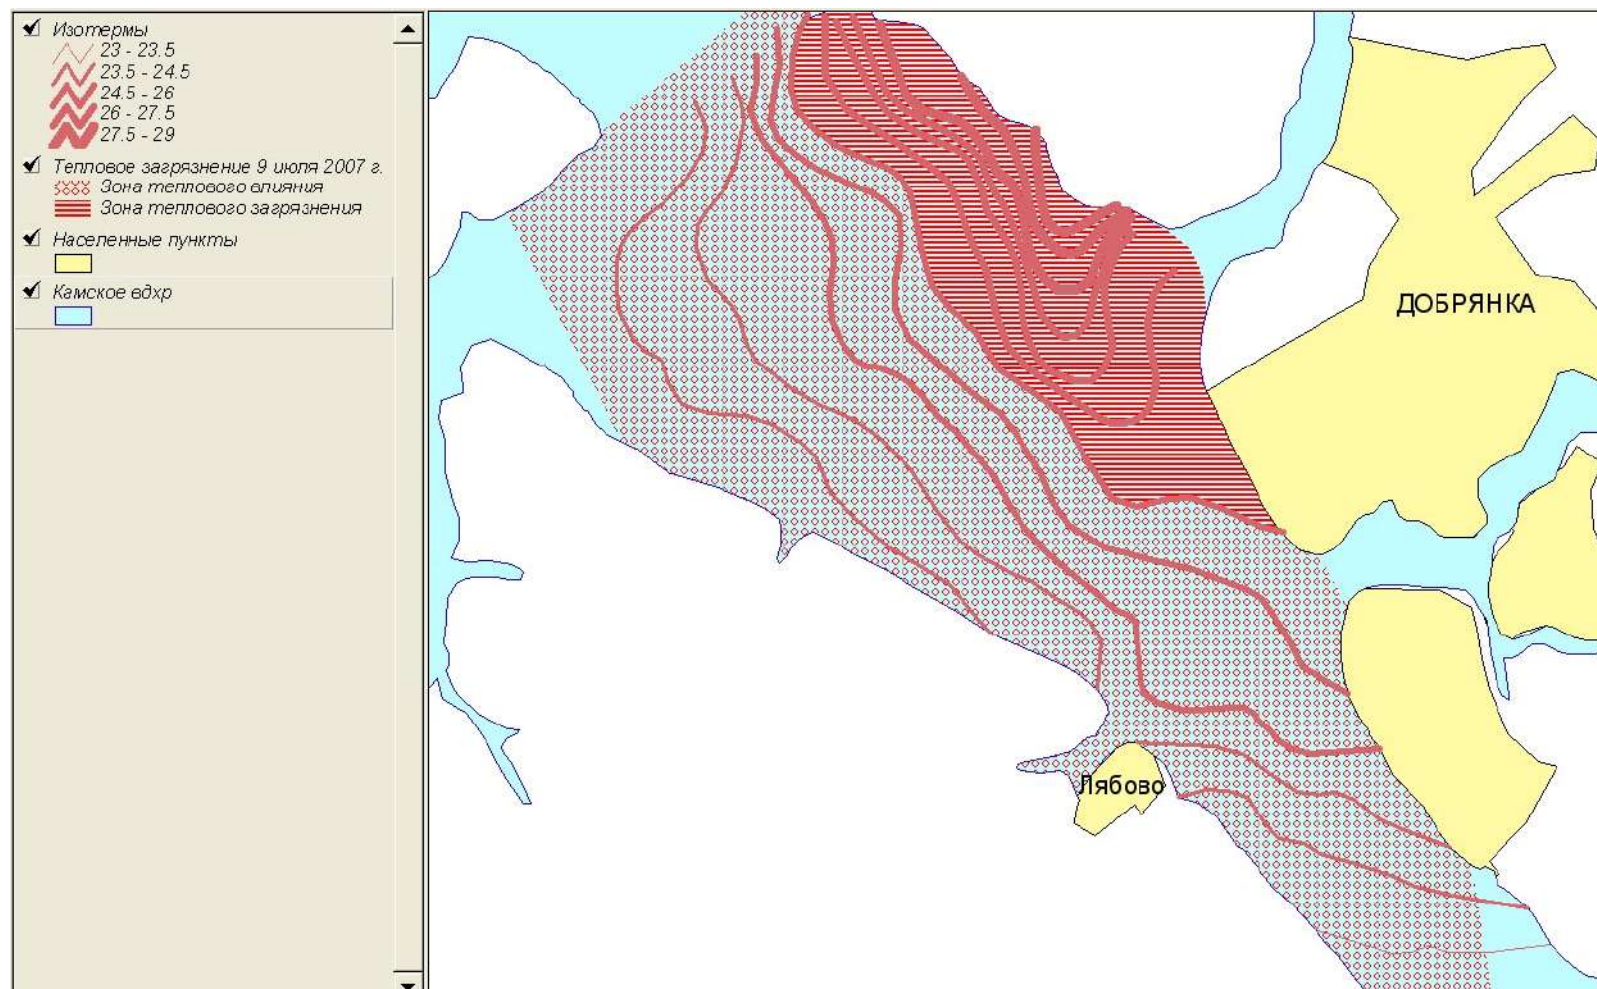 Изотермы
23 - 23.5
23.5 - 24.5
24.5 - 26
26 - 27.5
27.5 - 29
Тепловое загрязнение 9 июля 2007 г.
Зона теплового влияния
Зона теплового загрязнения
Населенные пункты
Камское вдхр
ДОБРЯНКА
Лябово